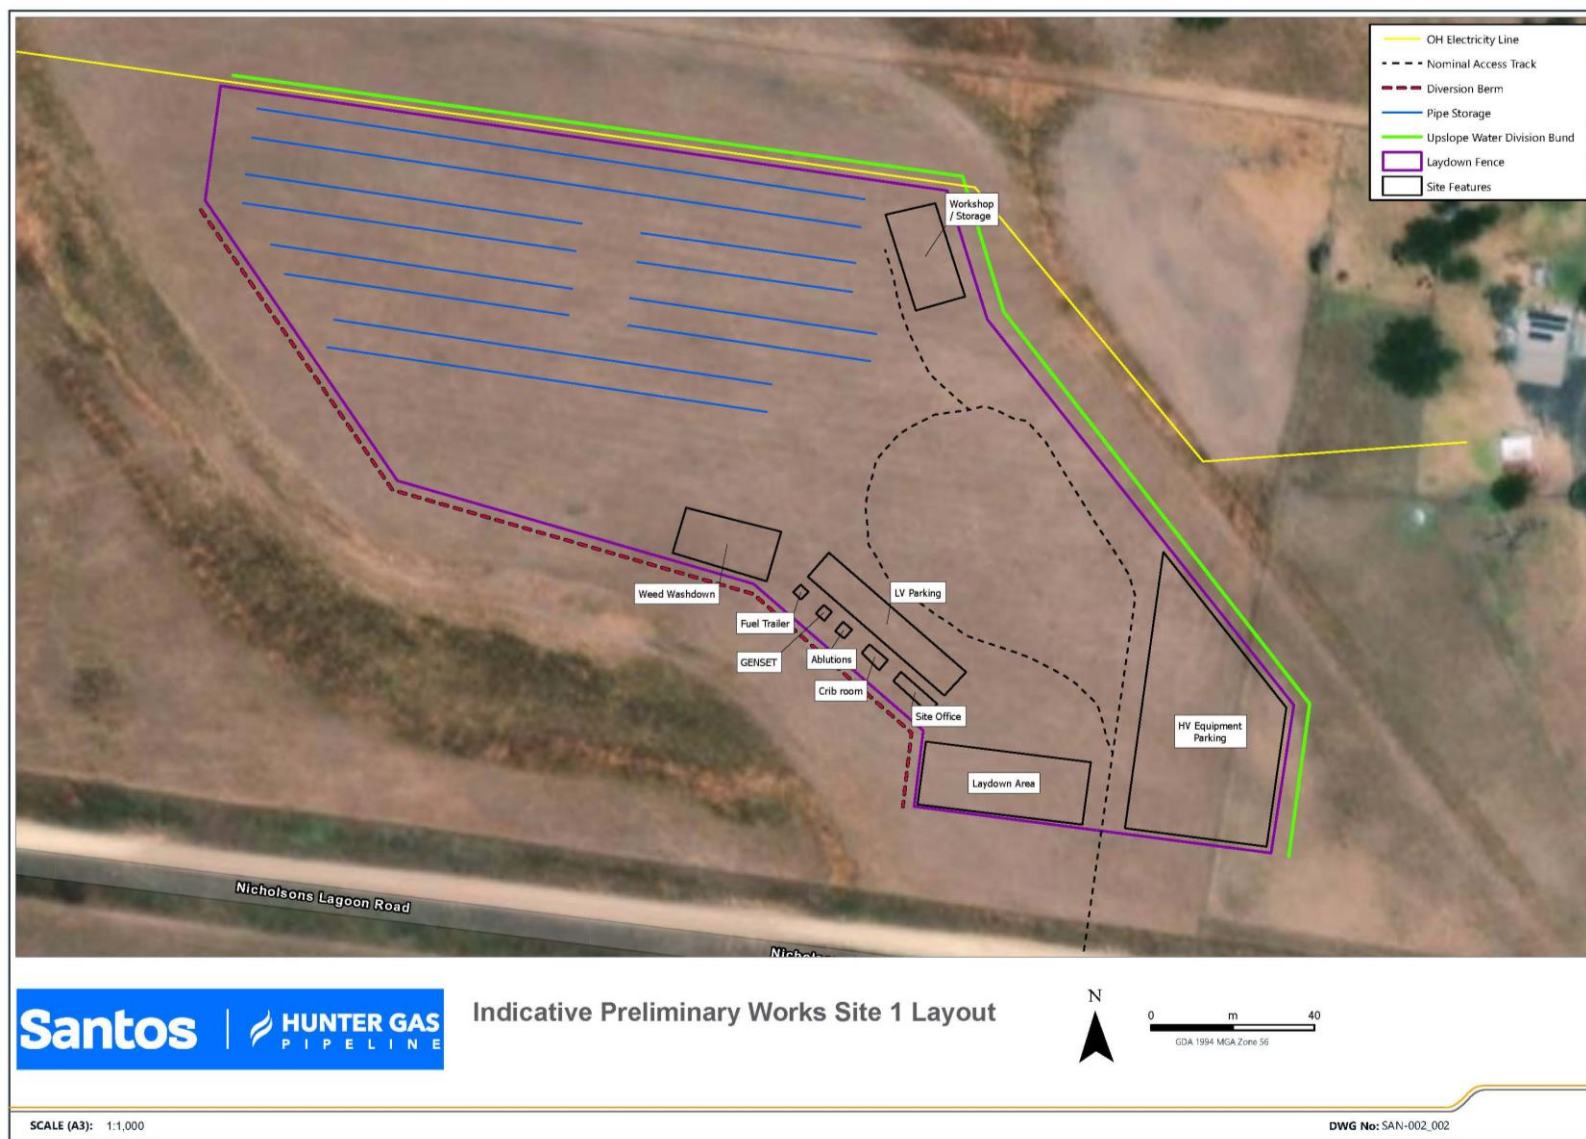 OH Electricity Line
Nominal Access Track
Diversion Berm
Pipe Storage
Upslope Water Division Bund
Laydown Fence
Site Features
Workshop
/ Storage
Weed Washdown
LV Parking
Fuel Trailer
GENSET
Ablutions
Crib room
Site Office
HV Equipment
Parking
Laydown Area
Nicholsons Lagoon Road
Santos
HUNTER GAS
PIPELINE
Indicative Preliminary Works Site 1 Layout
N
0 m 40
GDA 1994 MGA Zone 56
SCALE (A3): 1:1,000
DWG No: SAN-002_002